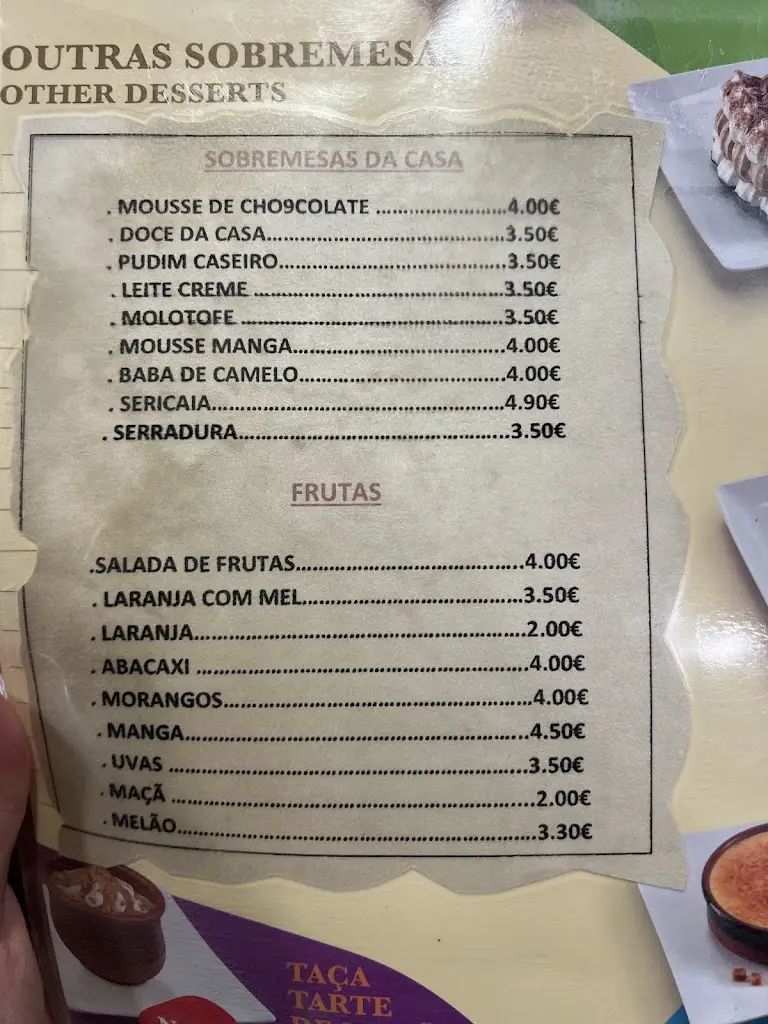 OUTRAS SOBREMESA
OTHER DESSERTS
SOBREMESAS DA CASA
. MOUSSE DE CHO9COLATE ........................4.00€
. DOCE DA CASA...........................................3.50€
. PUDIM CASEIRO.........................................3.50€
. LEITE CREME ............................................3.50€
. MOLOTOFE ...............................................3.50€
. MOUSSE MANGA......................................4.00€
. BABA DE CAMELO.....................................4.00€
. SERICAIA....................................................4.90€
. SERRADURA................................................3.50€
FRUTAS
.SALADA DE FRUTAS.......................................4.00€
. LARANJA COM MEL......................................3.50€
. LARANJA.......................................................2.00€
. ABACAXI .......................................................4.00€
. MORANGOS..................................................4.00€
. MANGA..........................................................4.50€
. UVAS .............................................................3.50€
. MAÇÃ .............................................................2.00€
. MELÃO............................................................3.30€
TAÇA
TARTE